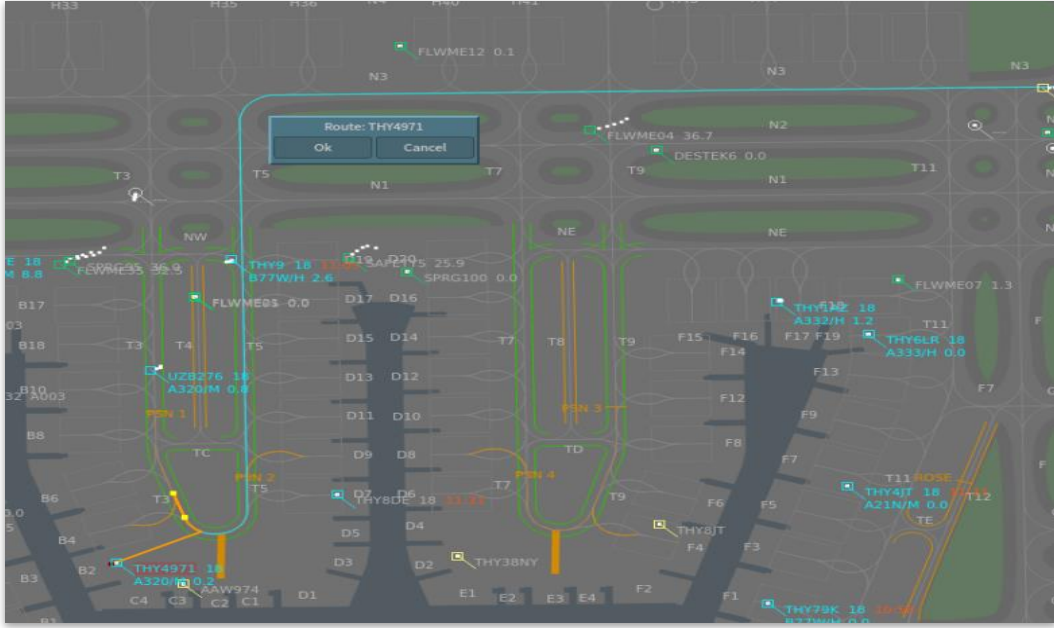 H33
H35
H36
N4
H40
H41
FLWME12 0.1
N3
N3
N3
Route: THY4971
Ok
Cancel
FLWME04 36.7
N2
DESTEK6 0.0
T3
T5
N1
T7
T9
N1
T11
NW
NE
NE
THY9 18
B77W/H 2.6
D20
SAFETY5 25.9
SPRG100 0.0
FLWME07 1.3
B17
D17
D16
THY1MZ 18
A332/H 1.2
T11
B18
T3
T4
T5
D15
D14
T7
T8
T9
F15
F16
F17
F19
F14
THY6LR 18
A333/H 0.0
UZB276 18
A320/M 0.8
D13
D12
F13
F7
B10
A003
PSN 1
D11
D10
PSN 3
F12
F9
B8
TC
D9
D8
TD
F8
F7
PSN 2
PSN 4
T11
ROSE
B6
T3
T5
D7
D6
THY8DE 18
T7
T9
F6
F5
THY4JT 18
A21N/M 0.0
T12
TE
B4
D5
D4
THY8JT
F4
F3
B2
THY4971 18
A320/M 0.2
D3
D2
THY38NY
B3
AAW974
C4
C3
C2
C1
D1
E1
E2
E3
E4
F2
F1
THY79K 18
B77W/H 0.0
B1